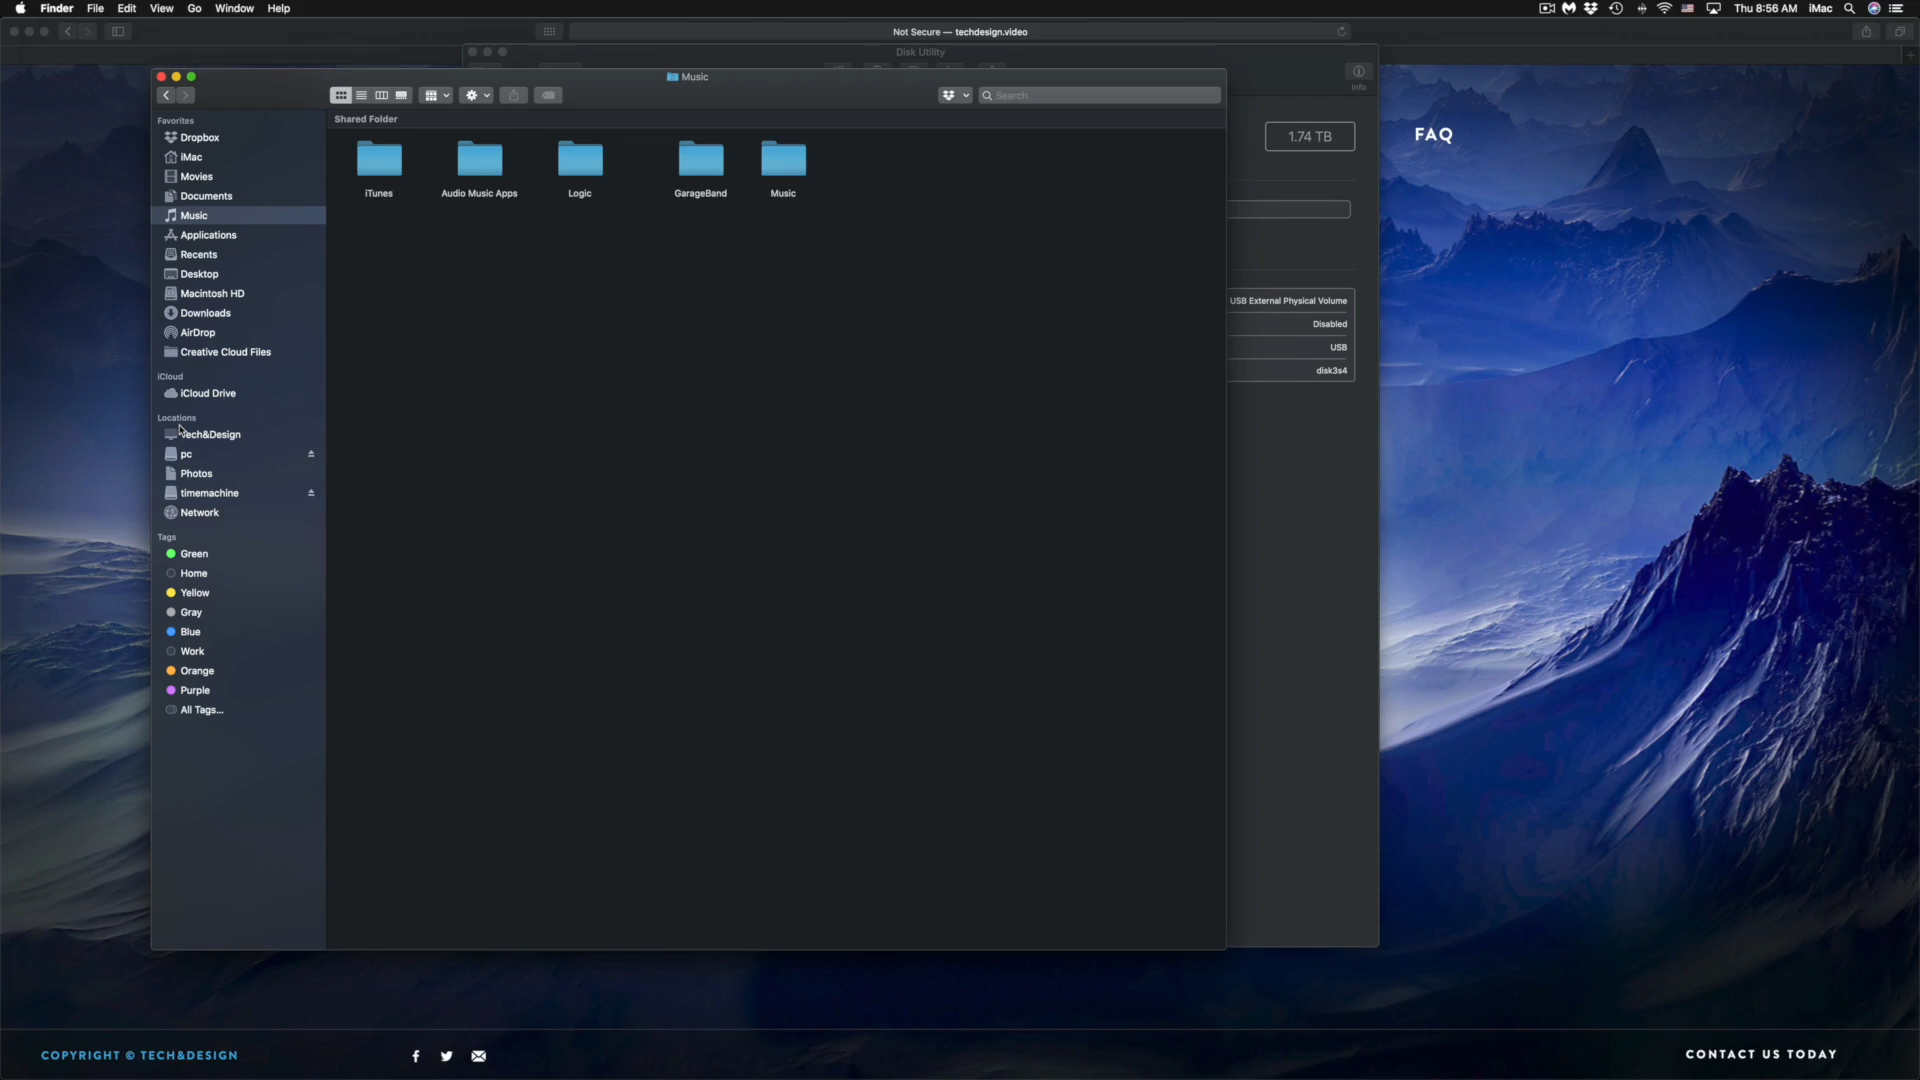 Finder File Edit View Go Window Help
Thu 8:56 AM iMac
Not Secure — techdesign.video
Disk Utility
Music
Info
Search
Favorites
Dropbox
iMac
Movies
Documents
Music
Applications
Recents
Desktop
Macintosh HD
Downloads
AirDrop
Creative Cloud Files
iCloud
iCloud Drive
Locations
Tech&Design
pc
Photos
timemachine
Network
Tags
Green
Home
Yellow
Gray
Blue
Work
Orange
Purple
All Tags...
Shared Folder
iTunes
Audio Music Apps
Logic
GarageBand
Music
1.74 TB
USB External Physical Volume
Disabled
USB
disk3s4
FAQ
COPYRIGHT © TECH&DESIGN
CONTACT US TODAY